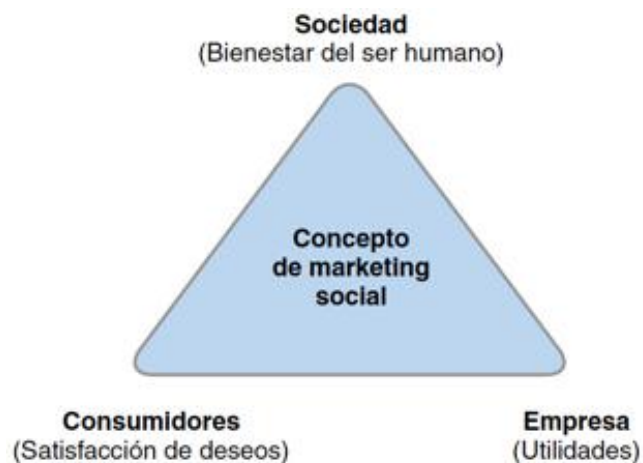 Sociedad
(Bienestar del ser humano)
Concepto
de marketing
social
Consumidores
(Satisfacción de deseos)
Empresa
(Utilidades)